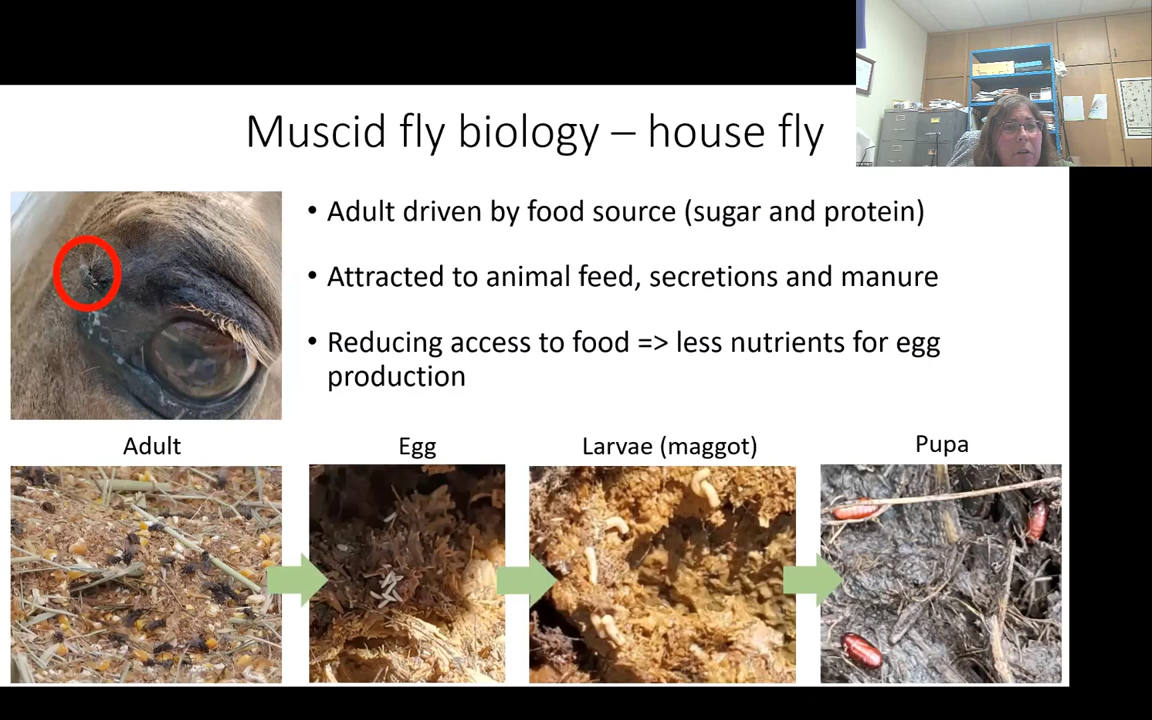 Muscid fly biology – house fly
• Adult driven by food source (sugar and protein)
• Attracted to animal feed, secretions and manure
• Reducing access to food => less nutrients for egg
production
Adult
Egg
Larvae (maggot)
Pupa